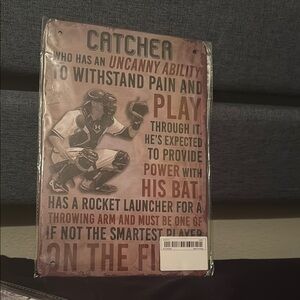 CATCHER
WHO HAS AN UNCANNY ABILITY
TO WITHSTAND PAIN AND
PLAY
THROUGH IT.
HE'S EXPECTED
TO PROVIDE
POWER WITH
HIS BAT,
HAS A ROCKET LAUNCHER FOR A
THROWING ARM AND MUST BE ONE OF
IF NOT THE SMARTEST PLAYER
ON THE